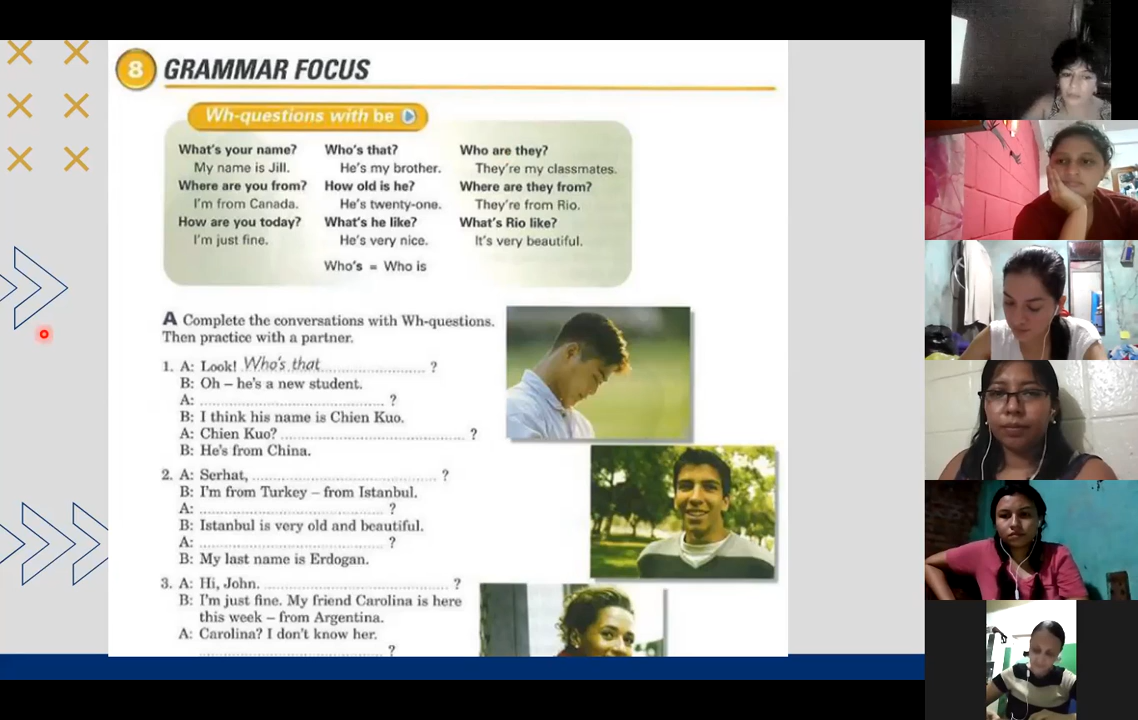 8 GRAMMAR FOCUS
Wh-questions with be
What's your name? Who's that? Who are they?
My name is Jill. He's my brother. They're my classmates.
Where are you from? How old is he? Where are they from?
I'm from Canada. He's twenty-one. They're from Rio.
How are you today? What's he like? What's Rio like?
I'm just fine. He's very nice. It's very beautiful.
Who's = Who is
A Complete the conversations with Wh-questions.
Then practice with a partner.
1. A: Look! Who's that ?
B: Oh – he's a new student.
A: ?
B: I think his name is Chien Kuo.
A: Chien Kuo? ?
B: He's from China.
2. A: Serhat, ?
B: I'm from Turkey – from Istanbul.
A: ?
B: Istanbul is very old and beautiful.
A: ?
B: My last name is Erdogan.
3. A: Hi, John. ?
B: I'm just fine. My friend Carolina is here
this week – from Argentina.
A: Carolina? I don't know her.
?